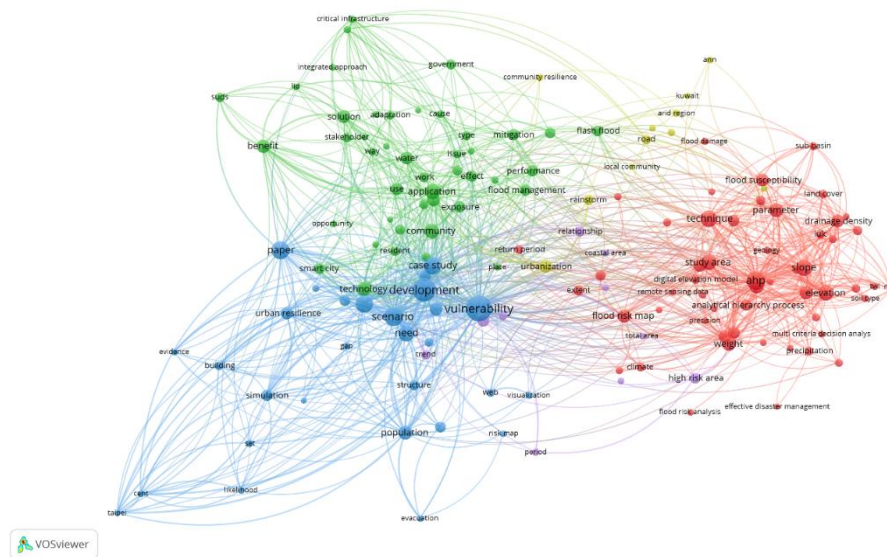 critical infrastructure
integrated approach
government
community resilience
ann
suds
lid
kuwait
solution
adaptation
cause
arid region
stakeholder
type
mitigation
flash flood
road
flood damage
sub-basin
benefit
way
issue
water
local community
work
effect
performance
flood susceptibility
use
application
flood management
land cover
exposure
rainstorm
technique
parameter
opportunity
drainage density
community
relationship
lulc
paper
resident
return period
coastal area
geology
case study
place
urbanization
study area
slope
smart city
digital elevation model
ahp
technology
development
extent
remote sensing data
elevation
soil type
analytical hierarchy process
urban resilience
scenario
vulnerability
flood risk map
precision
need
total area
multi criteria decision analys
evidence
gap
trend
weight
precipitation
building
climate
high risk area
structure
web
visualization
simulation
flood risk analysis
effective disaster management
set
population
risk map
period
cent
likelihood
taipei
evacuation
VOSviewer